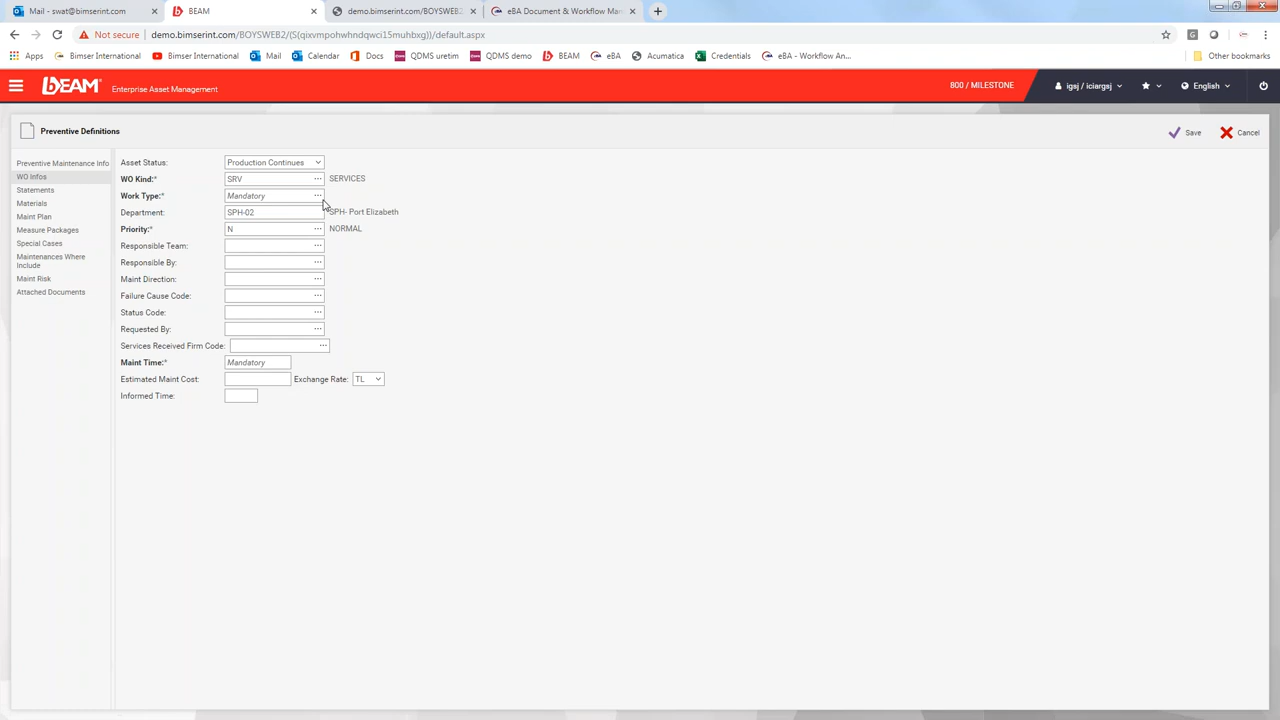 Mail - swat@bimserint.com
BEAM
demo.bimserint.com/BOYSWEB2
eBA Document & Workflow Man
Not secure
demo.bimserint.com/BOYSWEB2/(S(qixvmpohwhndqwci15muhbxg))/default.aspx
Apps
Bimser International
Bimser International
Mail
Calendar
Docs
QDMS uretim
QDMS demo
BEAM
eBA
Acumatica
Credentials
eBA - Workflow An...
Other bookmarks
bEAM®
Enterprise Asset Management
800 / MILESTONE
igsj / iciargsj
English
Preventive Definitions
Save
Cancel
Preventive Maintenance Info
WO Infos
Statements
Materials
Maint Plan
Measure Packages
Special Cases
Maintenances Where
Include
Maint Risk
Attached Documents
Asset Status: Production Continues
WO Kind:* SRV ... SERVICES
Work Type:* Mandatory ...
Department: SPH-02 SPH- Port Elizabeth
Priority:* N ... NORMAL
Responsible Team: ...
Responsible By: ...
Maint Direction: ...
Failure Cause Code: ...
Status Code: ...
Requested By: ...
Services Received Firm Code: ...
Maint Time:* Mandatory
Estimated Maint Cost: Exchange Rate: TL
Informed Time: